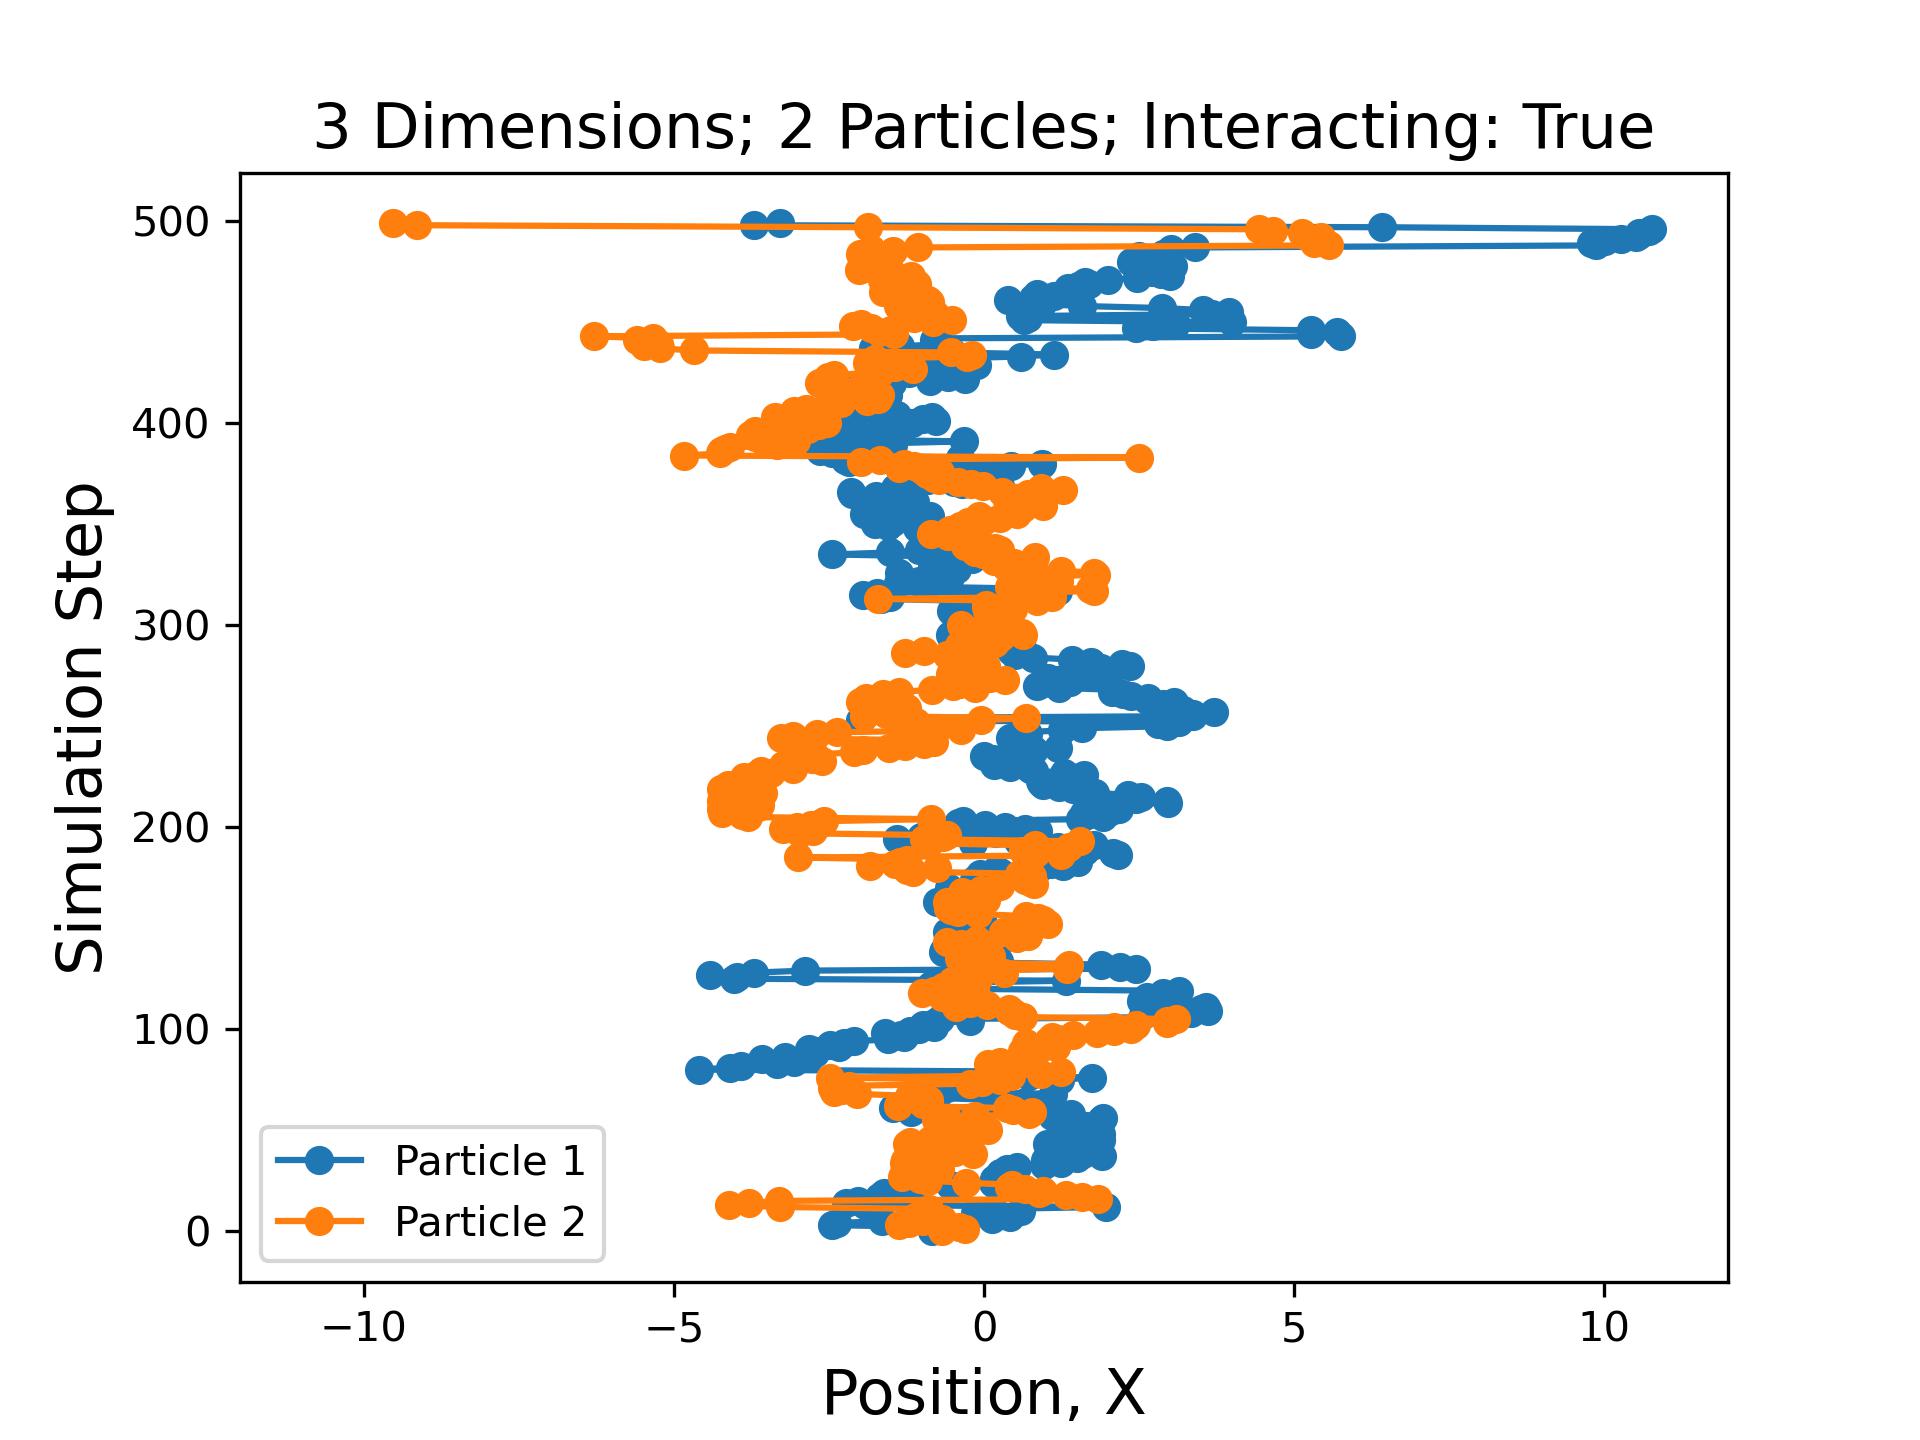 3 Dimensions; 2 Particles; Interacting: True
500
400
300
200
100
0
Simulation Step
Particle 1
Particle 2
−10
−5
0
5
10
Position, X